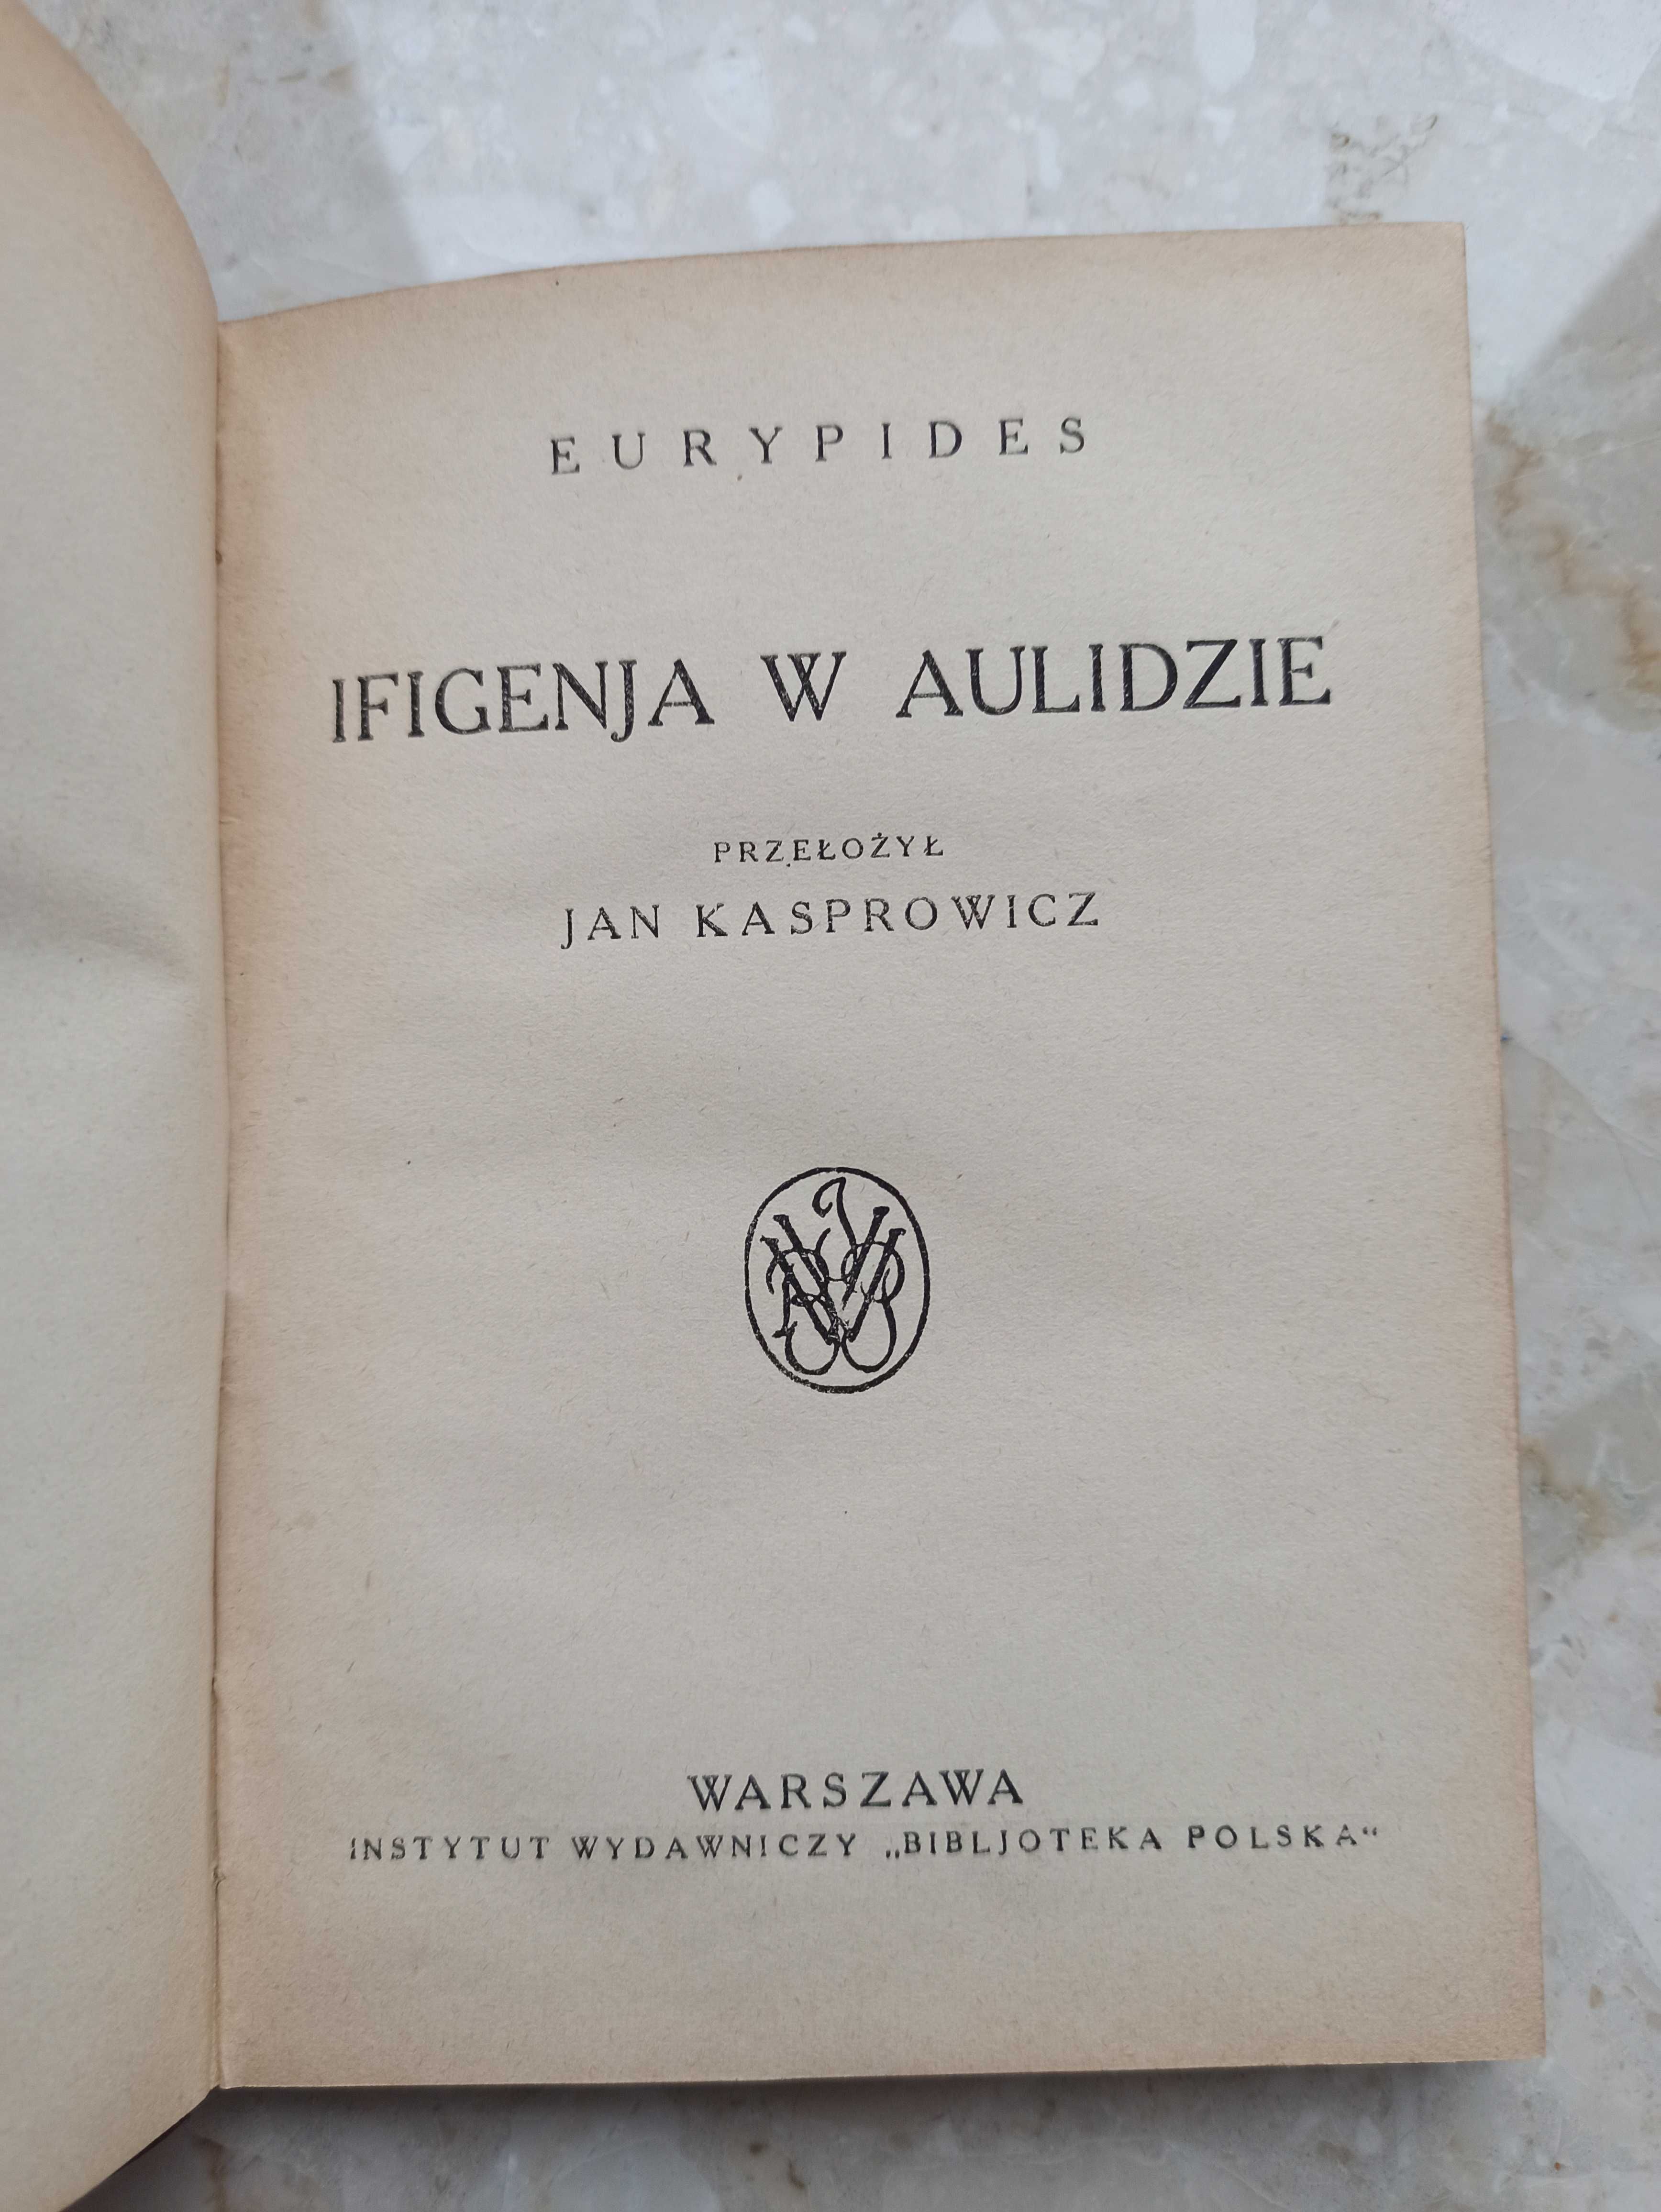 EURYPIDES
IFIGENJA W AULIDZIE
PRZEŁOŻYŁ
JAN KASPROWICZ
WARSZAWA
INSTYTUT WYDAWNICZY „BIBLJOTEKA POLSKA“